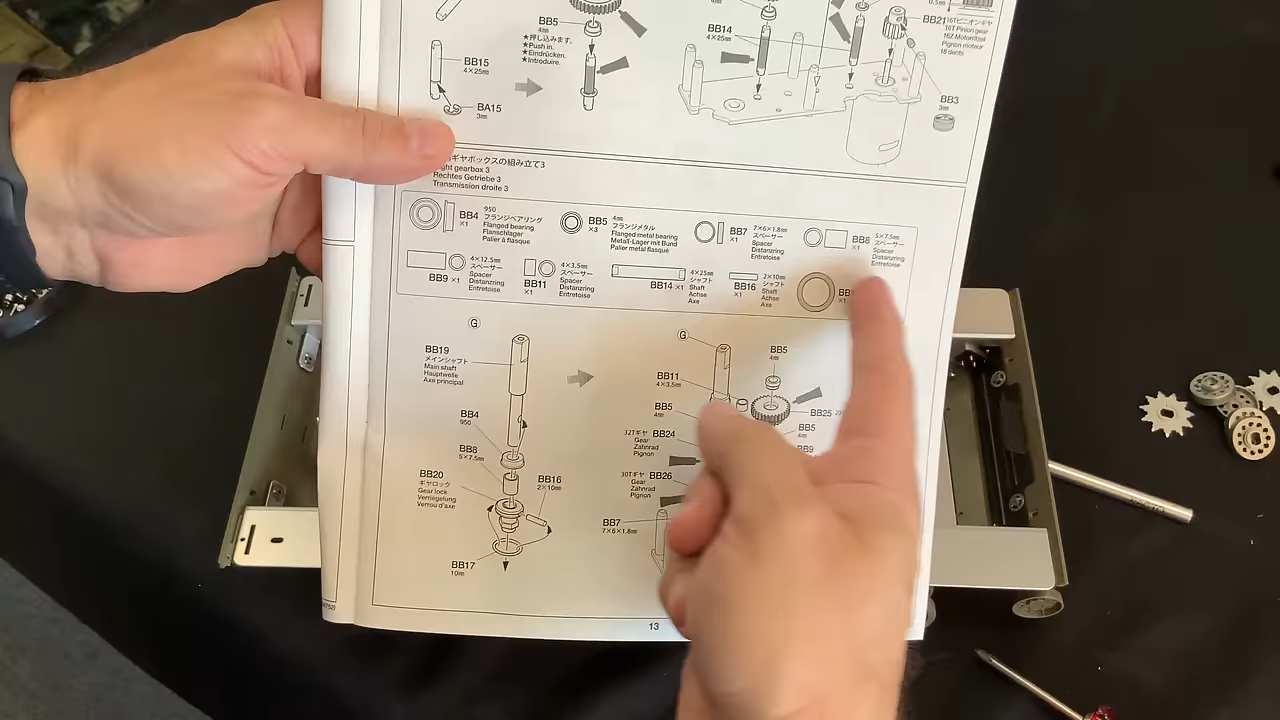 BB5
4㎜
★押し込みます。
★Push in.
★Eindrücken.
★Introduire.
BB15
4×25㎜
BA15
3㎜
4㎜
BB14
4×25㎜
0.5㎜
BB21
16Tピニオンギヤ
16T Pinion gear
16Z Motorritzel
Pignon moteur
16 dents
BB3
3㎜
ギヤボックスの組み立て3
ght gearbox 3
Rechtes Getriebe 3
Transmission droite 3
BB4
×1
950
フランジベアリング
Flanged bearing
Flanschlager
Palier à flasque
BB5
×3
4㎜
フランジメタル
Flanged metal bearing
Metall-Lager mit Bund
Palier metal flasqué
BB7
×1
7×6×1.8㎜
スペーサー
Spacer
Distanzring
Entretoise
BB8
×1
5×7.5㎜
スペーサー
Spacer
Distanzring
Entretoise
BB9
×1
4×12.5㎜
スペーサー
Spacer
Distanzring
Entretoise
BB11
×1
4×3.5㎜
スペーサー
Spacer
Distanzring
Entretoise
BB14 ×1
4×25㎜
シャフト
Shaft
Achse
Axe
BB16
×1
2×10㎜
シャフト
Shaft
Achse
Axe
×1
G
BB19
メインシャフト
Main shaft
Hauptwelle
Axe principal
BB4
950
BB8
5×7.5㎜
BB20
ギヤロック
Gear lock
Verriegelung
Verrou d'axe
BB16
2×10㎜
BB17
10㎜
G
BB5
4㎜
BB11
4×3.5㎜
BB5
4㎜
BB25
BB5
4㎜
BB9
32Tギヤ
Gear
Zahnrad
Pignon
BB24
30Tギヤ
Gear
Zahnrad
Pignon
BB26
BB7
7×6×1.8㎜
13